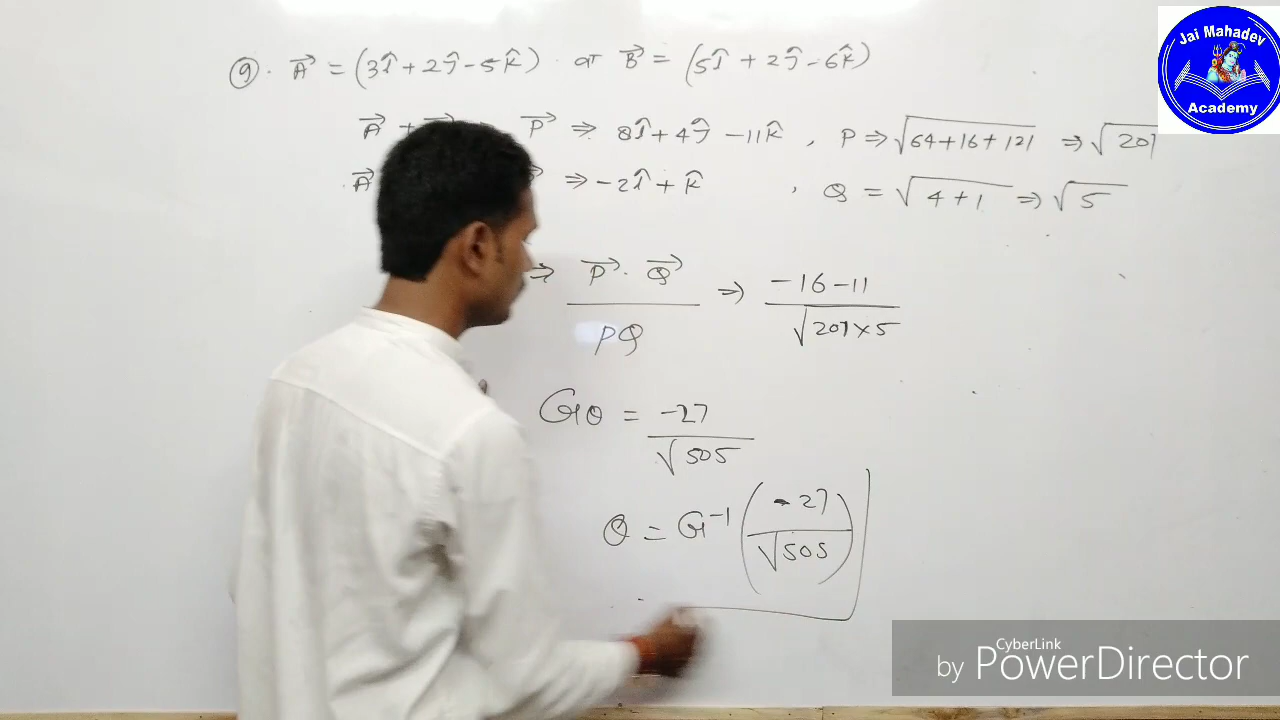 9. A⃗ = (3î + 2ĵ - 5k̂) का B⃗ = (5î + 2ĵ - 6k̂)
A⃗ + P⃗ ⇒ 8î + 4ĵ - 11k̂ , P ⇒ √64+16+121 ⇒ √201
A⃗ ⇒ -2î + k̂ , Q = √4+1 ⇒ √5
⇒ P⃗ . Q⃗ / PQ ⇒ -16-11 / √201×5
Cosθ = -27 / √505
θ = Cos⁻¹ (-27 / √505)
Jai Mahadev
Academy
CyberLink
by PowerDirector